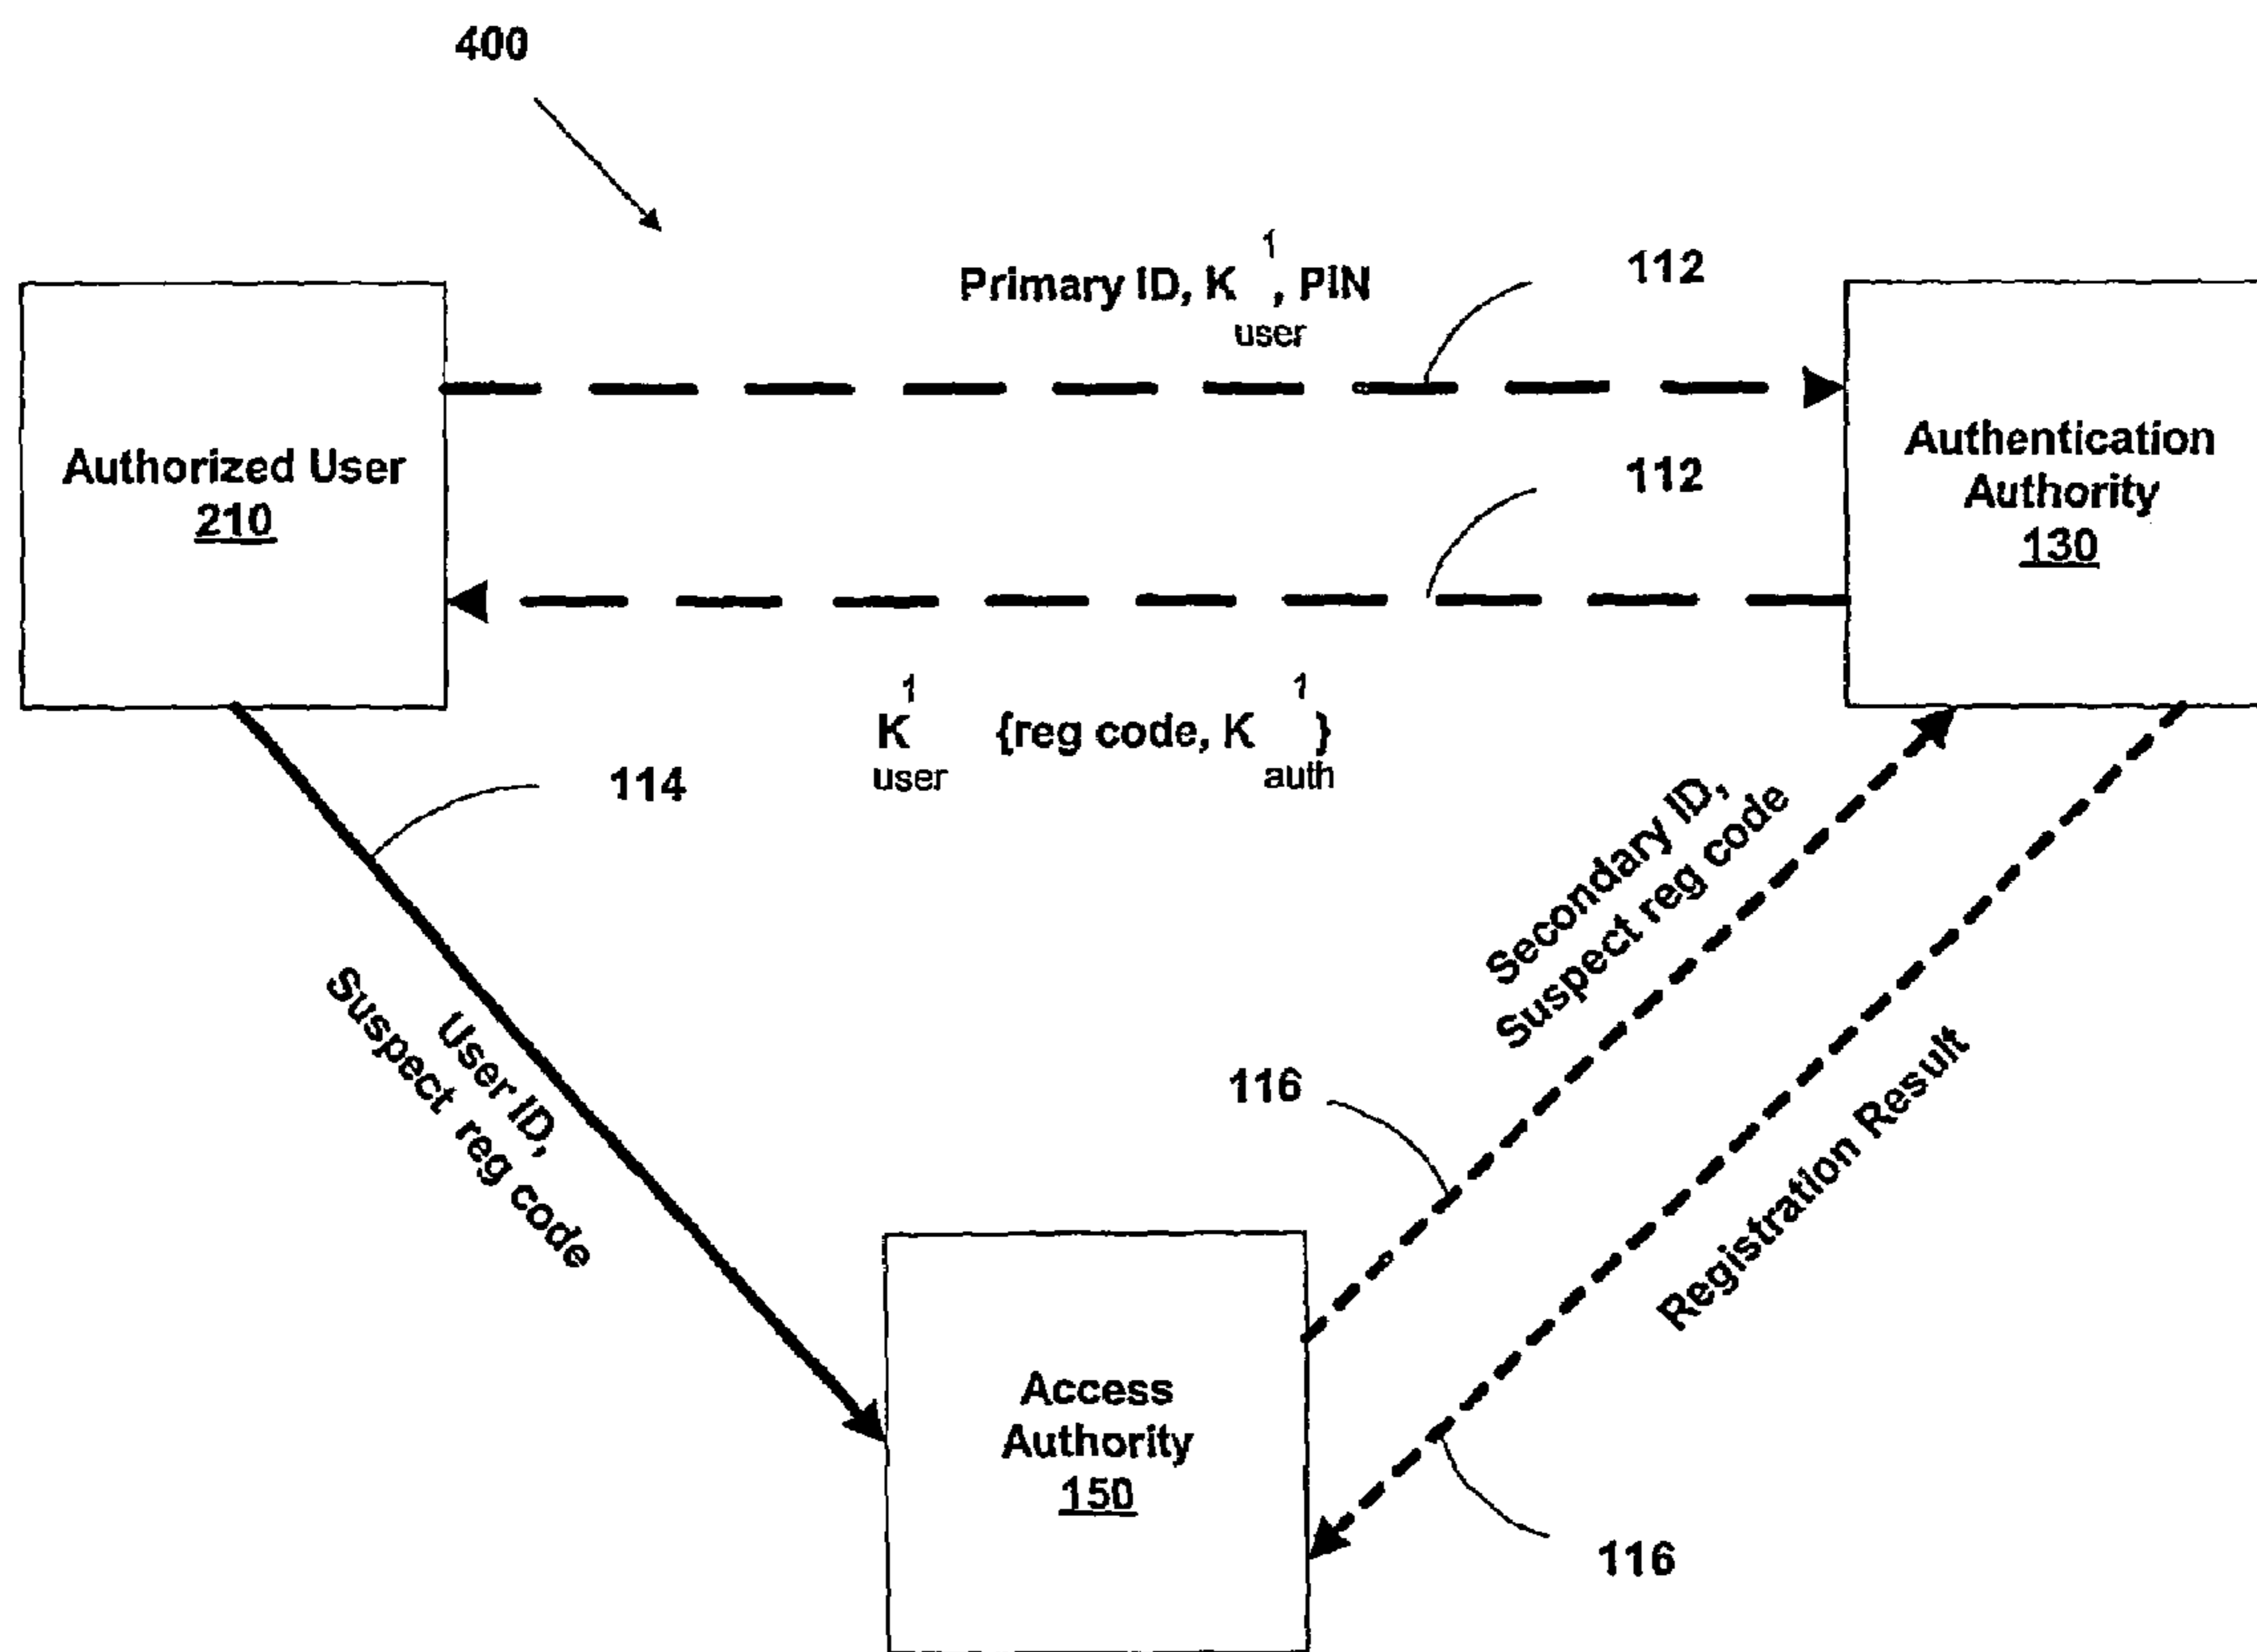 400
1
Primary ID, K , PIN
user
112
Authorized User
210
Authentication
Authority
130
112
1 1
K {reg code, K }
user auth
114
Secondary ID,
Suspect reg code
User ID,
Suspect reg code
116
Registration Result
Access
Authority
150
116